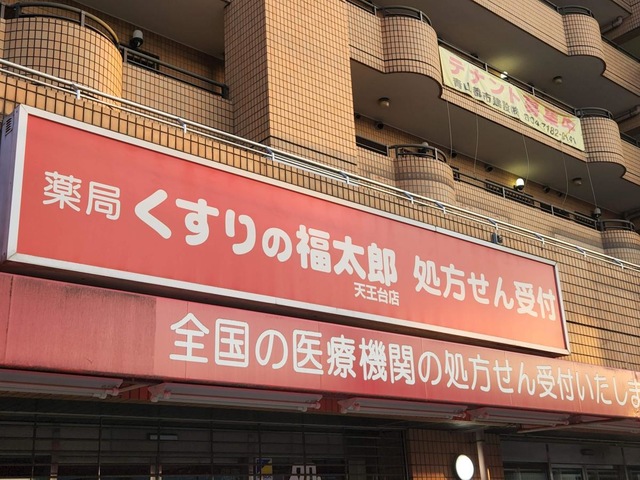 テナント募集中
薬局 くすりの福太郎 処方せん受付
天王台店
全国の医療機関の処方せん受付いたしま